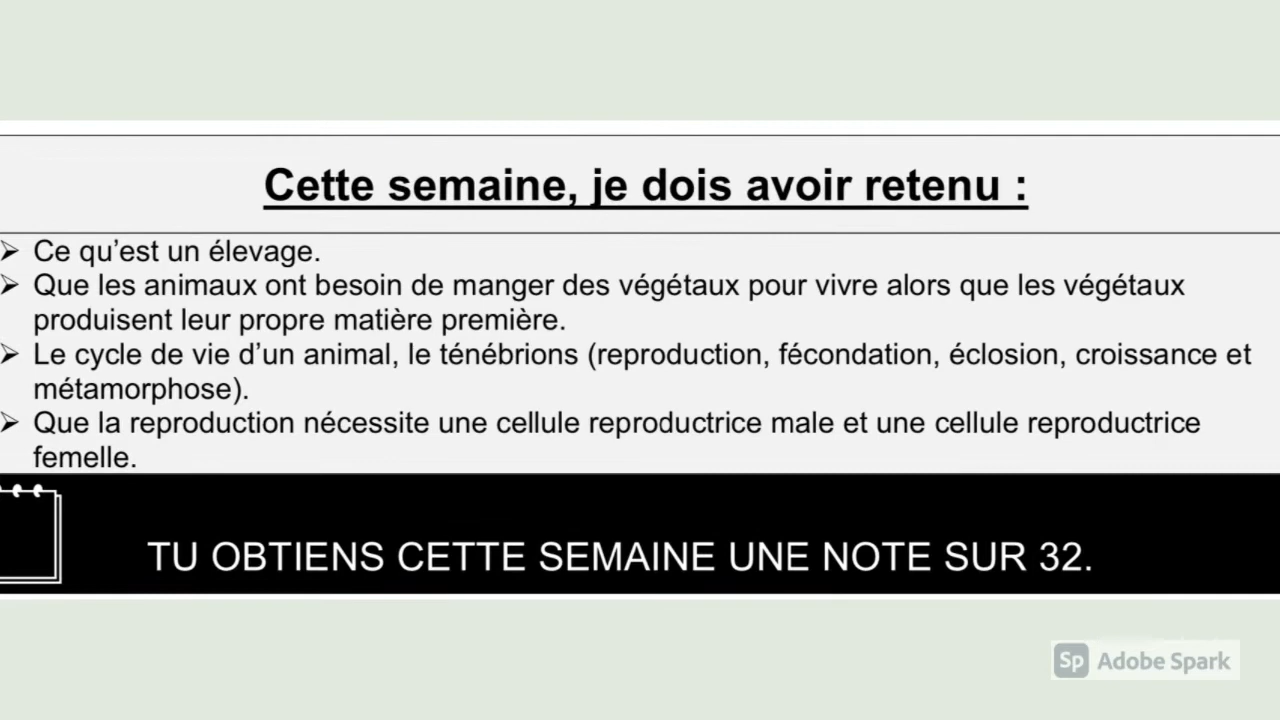 Cette semaine, je dois avoir retenu :
➢ Ce qu’est un élevage.
➢ Que les animaux ont besoin de manger des végétaux pour vivre alors que les végétaux
produisent leur propre matière première.
➢ Le cycle de vie d’un animal, le ténébrions (reproduction, fécondation, éclosion, croissance et
métamorphose).
➢ Que la reproduction nécessite une cellule reproductrice male et une cellule reproductrice
femelle.
TU OBTIENS CETTE SEMAINE UNE NOTE SUR 32.
Sp Adobe Spark